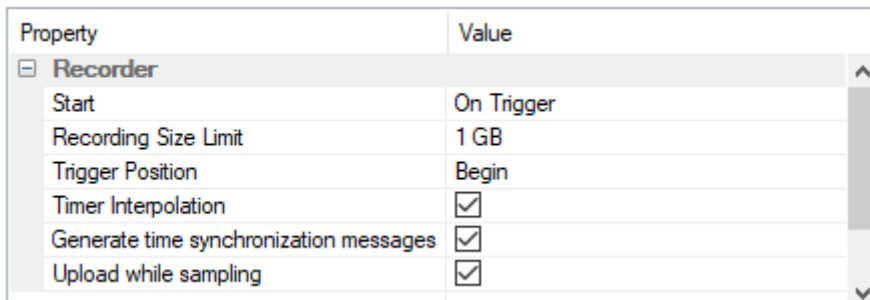 Property Value
Recorder
Start On Trigger
Recording Size Limit 1 GB
Trigger Position Begin
Timer Interpolation
Generate time synchronization messages
Upload while sampling